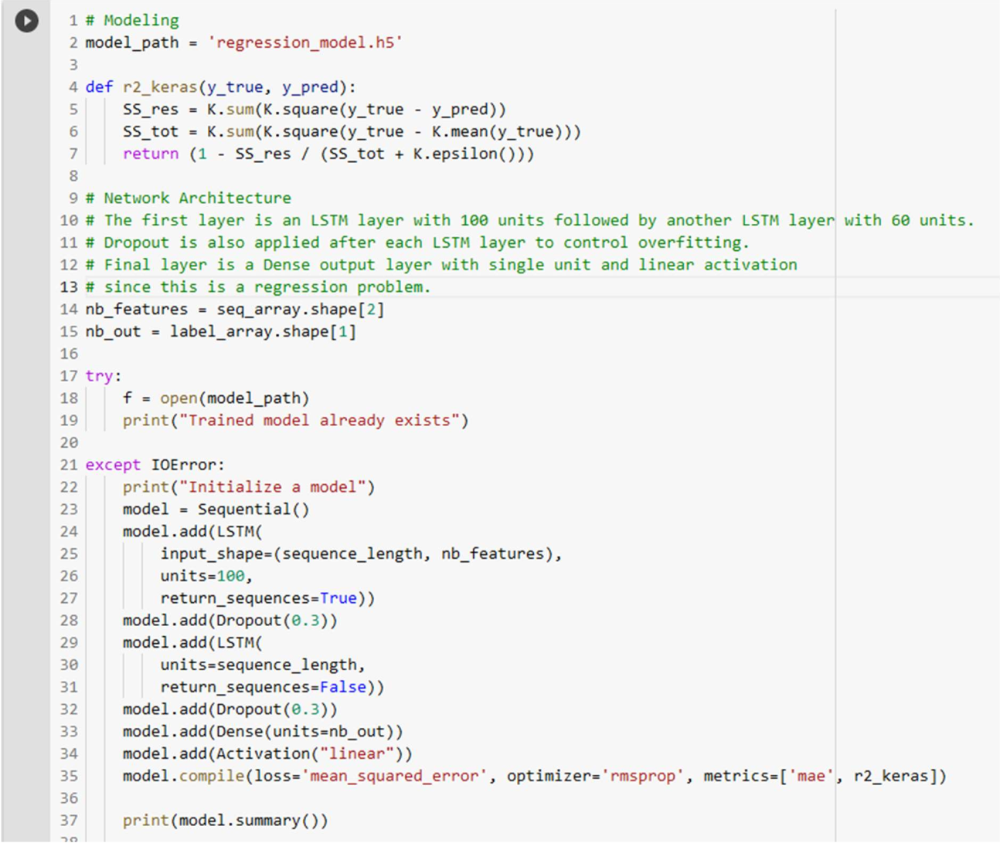 1 # Modeling
2 model_path = 'regression_model.h5'
3
4 def r2_keras(y_true, y_pred):
5     SS_res = K.sum(K.square(y_true - y_pred))
6     SS_tot = K.sum(K.square(y_true - K.mean(y_true)))
7     return (1 - SS_res / (SS_tot + K.epsilon()))
8
9 # Network Architecture
10 # The first layer is an LSTM layer with 100 units followed by another LSTM layer with 60 units.
11 # Dropout is also applied after each LSTM layer to control overfitting.
12 # Final layer is a Dense output layer with single unit and linear activation
13 # since this is a regression problem.
14 nb_features = seq_array.shape[2]
15 nb_out = label_array.shape[1]
16
17 try:
18     f = open(model_path)
19     print("Trained model already exists")
20
21 except IOError:
22     print("Initialize a model")
23     model = Sequential()
24     model.add(LSTM(
25         input_shape=(sequence_length, nb_features),
26         units=100,
27         return_sequences=True))
28     model.add(Dropout(0.3))
29     model.add(LSTM(
30         units=sequence_length,
31         return_sequences=False))
32     model.add(Dropout(0.3))
33     model.add(Dense(units=nb_out))
34     model.add(Activation("linear"))
35     model.compile(loss='mean_squared_error', optimizer='rmsprop', metrics=['mae', r2_keras])
36
37     print(model.summary())